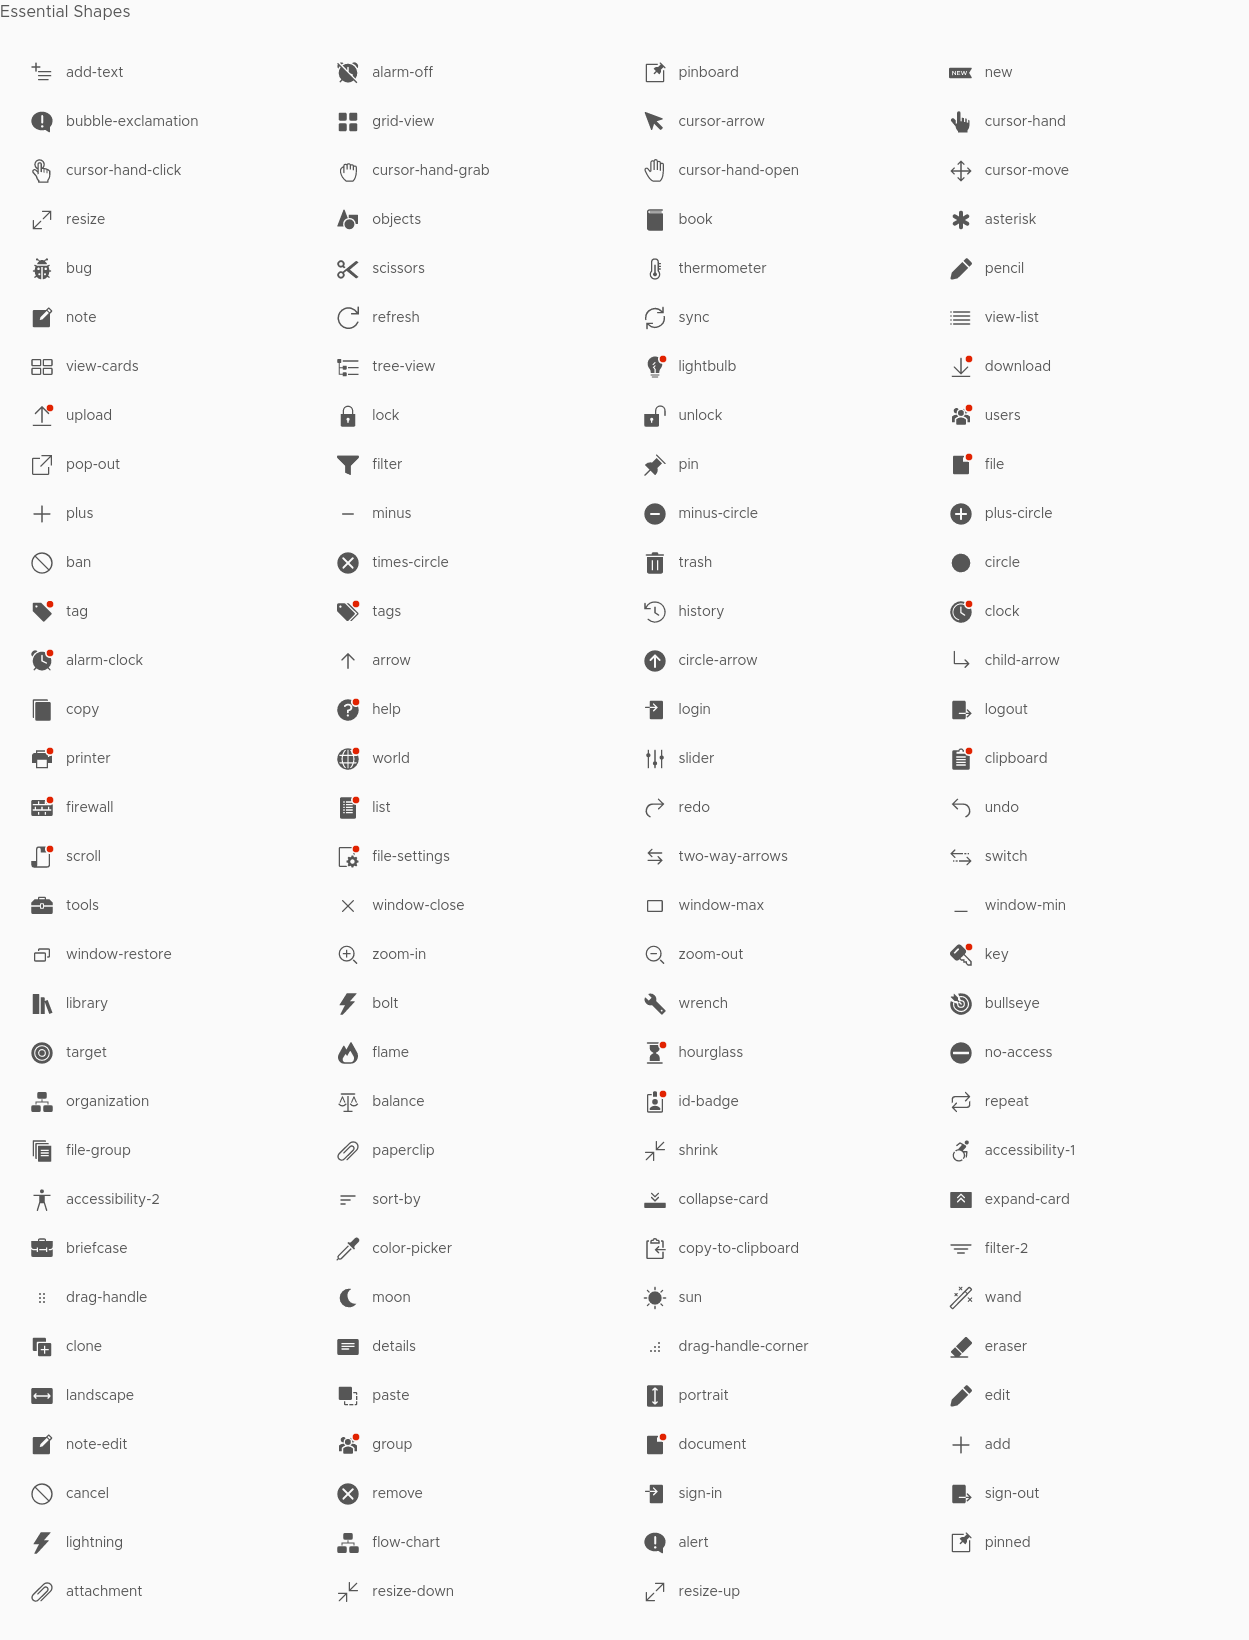 Essential Shapes
add-text alarm-off pinboard NEW new
bubble-exclamation grid-view cursor-arrow cursor-hand
cursor-hand-click cursor-hand-grab cursor-hand-open cursor-move
resize objects book asterisk
bug scissors thermometer pencil
note refresh sync view-list
view-cards tree-view lightbulb download
upload lock unlock users
pop-out filter pin file
plus minus minus-circle plus-circle
ban times-circle trash circle
tag tags history clock
alarm-clock arrow circle-arrow child-arrow
copy help login logout
printer world slider clipboard
firewall list redo undo
scroll file-settings two-way-arrows switch
tools window-close window-max window-min
window-restore zoom-in zoom-out key
library bolt wrench bullseye
target flame hourglass no-access
organization balance id-badge repeat
file-group paperclip shrink accessibility-1
accessibility-2 sort-by collapse-card expand-card
briefcase color-picker copy-to-clipboard filter-2
drag-handle moon sun wand
clone details drag-handle-corner eraser
landscape paste portrait edit
note-edit group document add
cancel remove sign-in sign-out
lightning flow-chart alert pinned
attachment resize-down resize-up